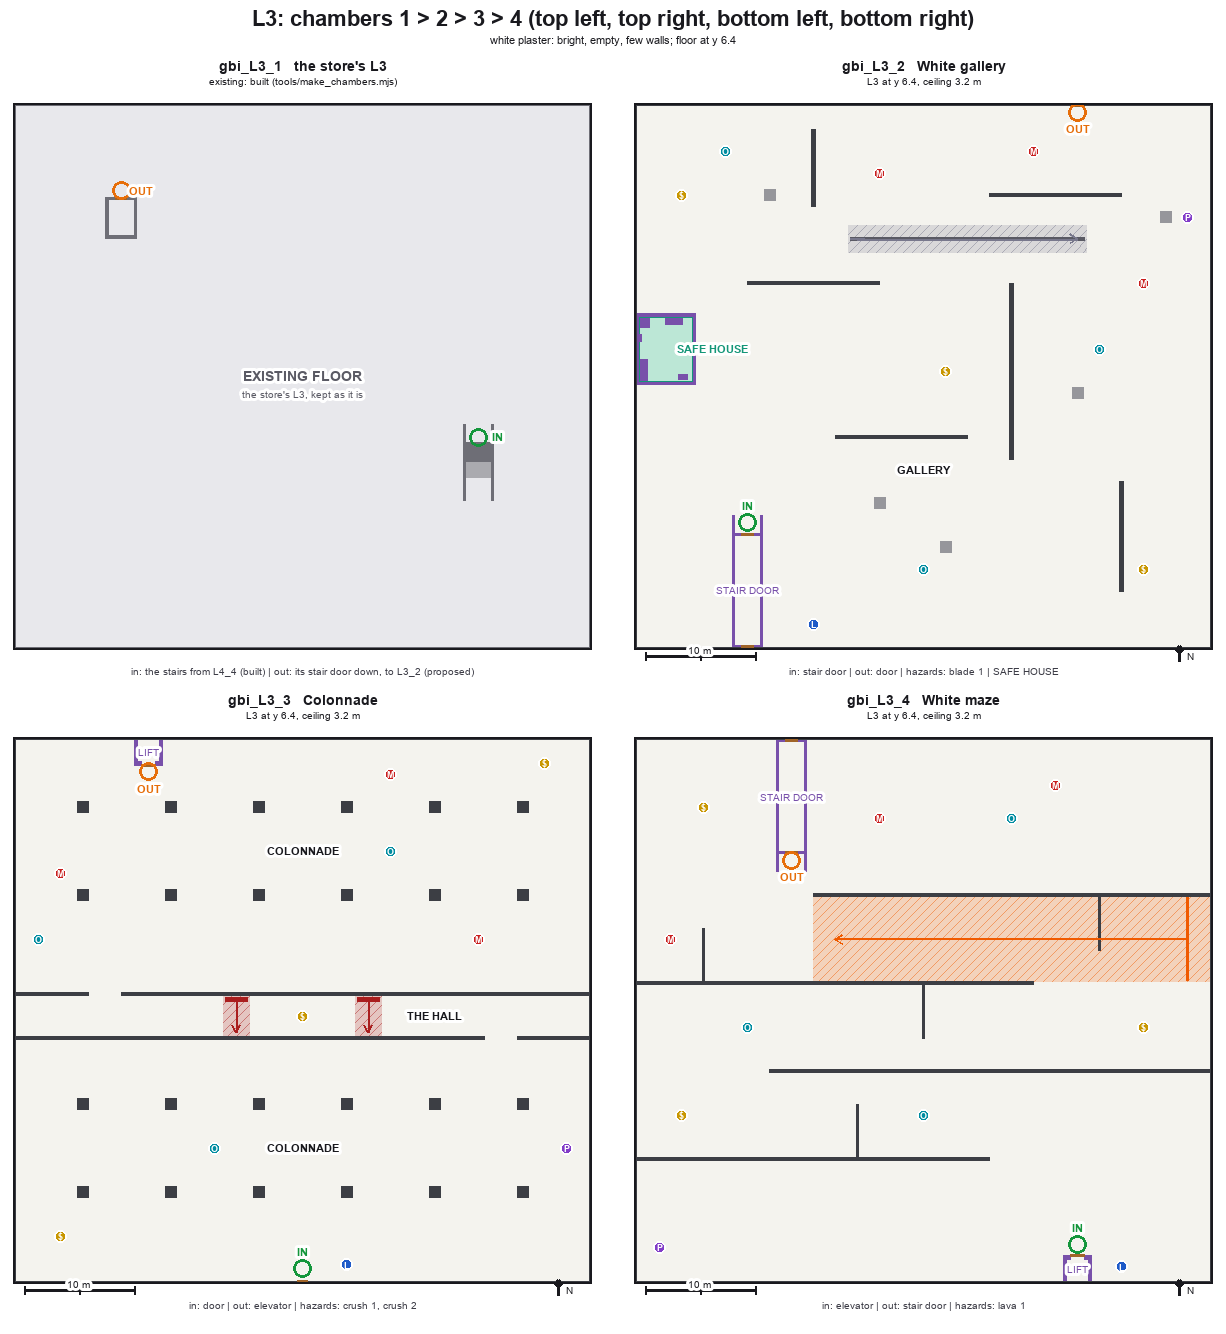 L3: chambers 1 > 2 > 3 > 4 (top left, top right, bottom left, bottom right)
white plaster: bright, empty, few walls; floor at y 6.4
gbi_L3_1 the store's L3
existing: built (tools/make_chambers.mjs)
OUT
EXISTING FLOOR
the store's L3, kept as it is
IN
in: the stairs from L4_4 (built) | out: its stair door down, to L3_2 (proposed)
gbi_L3_2 White gallery
L3 at y 6.4, ceiling 3.2 m
OUT
O
M
M
$
P
M
SAFE HOUSE
O
$
GALLERY
IN
O
$
STAIR DOOR
L
10 m
N
in: stair door | out: door | hazards: blade 1 | SAFE HOUSE
gbi_L3_3 Colonnade
L3 at y 6.4, ceiling 3.2 m
LIFT
OUT
M
$
COLONNADE
O
M
O
M
$
THE HALL
O
COLONNADE
P
$
IN
L
10 m
N
in: door | out: elevator | hazards: crush 1, crush 2
gbi_L3_4 White maze
L3 at y 6.4, ceiling 3.2 m
STAIR DOOR
M
$
M
O
OUT
M
O
$
$
O
IN
P
LIFT
L
10 m
N
in: elevator | out: stair door | hazards: lava 1